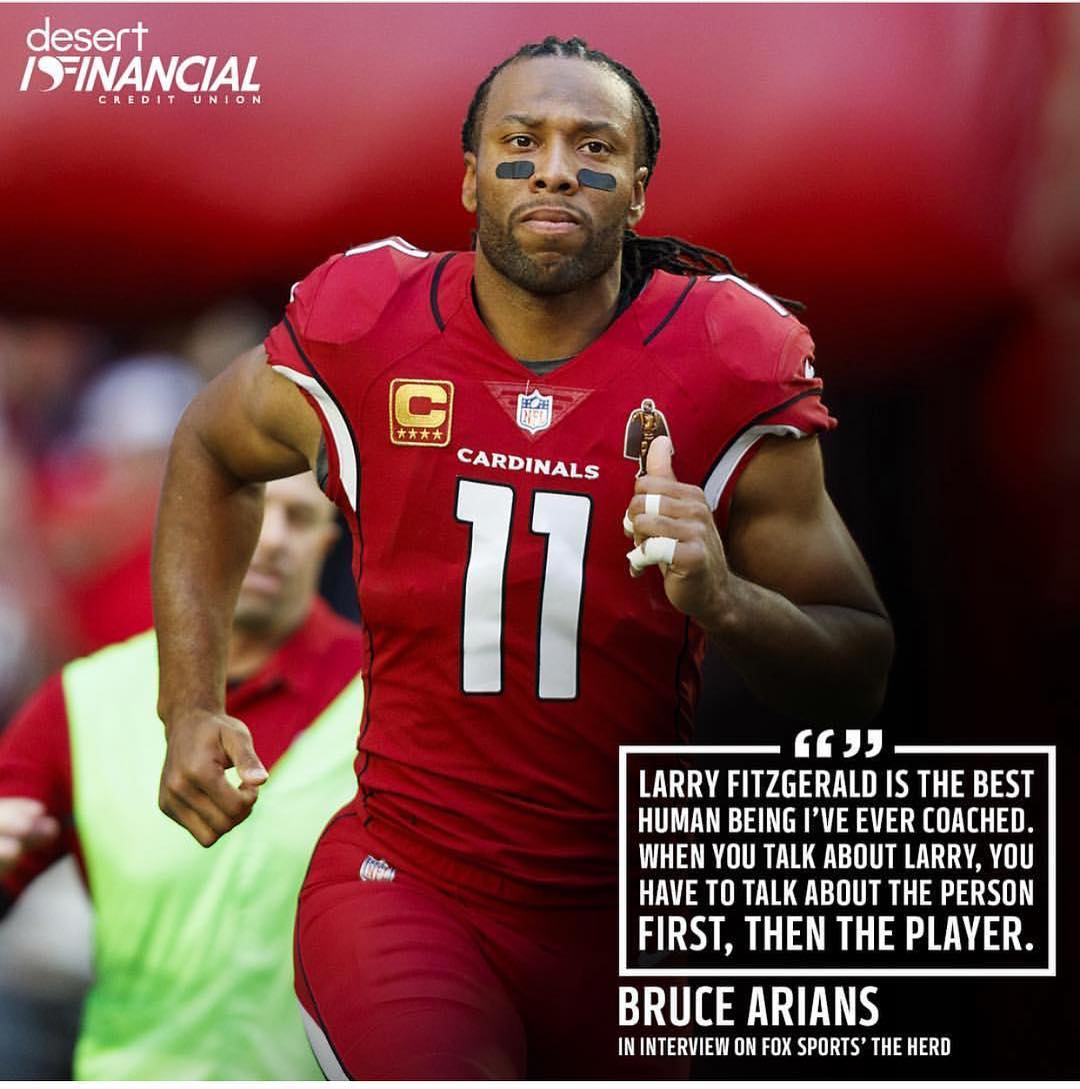 desert
FINANCIAL
CREDIT UNION
C
NFL
CARDINALS
11
“ ”
LARRY FITZGERALD IS THE BEST
HUMAN BEING I’VE EVER COACHED.
WHEN YOU TALK ABOUT LARRY, YOU
HAVE TO TALK ABOUT THE PERSON
FIRST, THEN THE PLAYER.
BRUCE ARIANS
IN INTERVIEW ON FOX SPORTS’ THE HERD